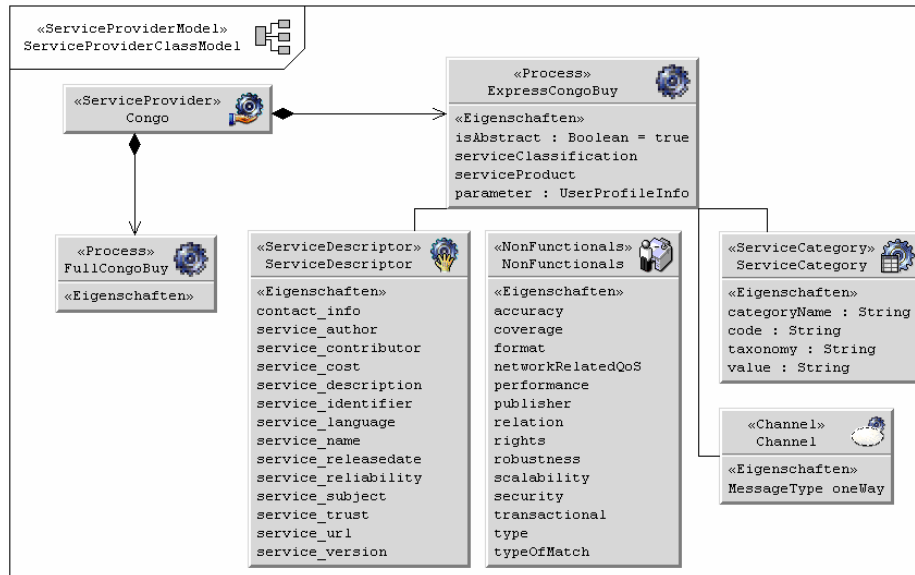 «ServiceProviderModel»
ServiceProviderClassModel
«ServiceProvider»
Congo
«Process»
ExpressCongoBuy
«Eigenschaften»
isAbstract : Boolean = true
serviceClassification
serviceProduct
parameter : UserProfileInfo
«Process»
FullCongoBuy
«Eigenschaften»
«ServiceDescriptor»
ServiceDescriptor
«Eigenschaften»
contact_info
service_author
service_contributor
service_cost
service_description
service_identifier
service_language
service_name
service_releasedate
service_reliability
service_subject
service_trust
service_url
service_version
«NonFunctionals»
NonFunctionals
«Eigenschaften»
accuracy
coverage
format
networkRelatedQoS
performance
publisher
relation
rights
robustness
scalability
security
transactional
type
typeOfMatch
«ServiceCategory»
ServiceCategory
«Eigenschaften»
categoryName : String
code : String
taxonomy : String
value : String
«Channel»
Channel
«Eigenschaften»
MessageType oneWay